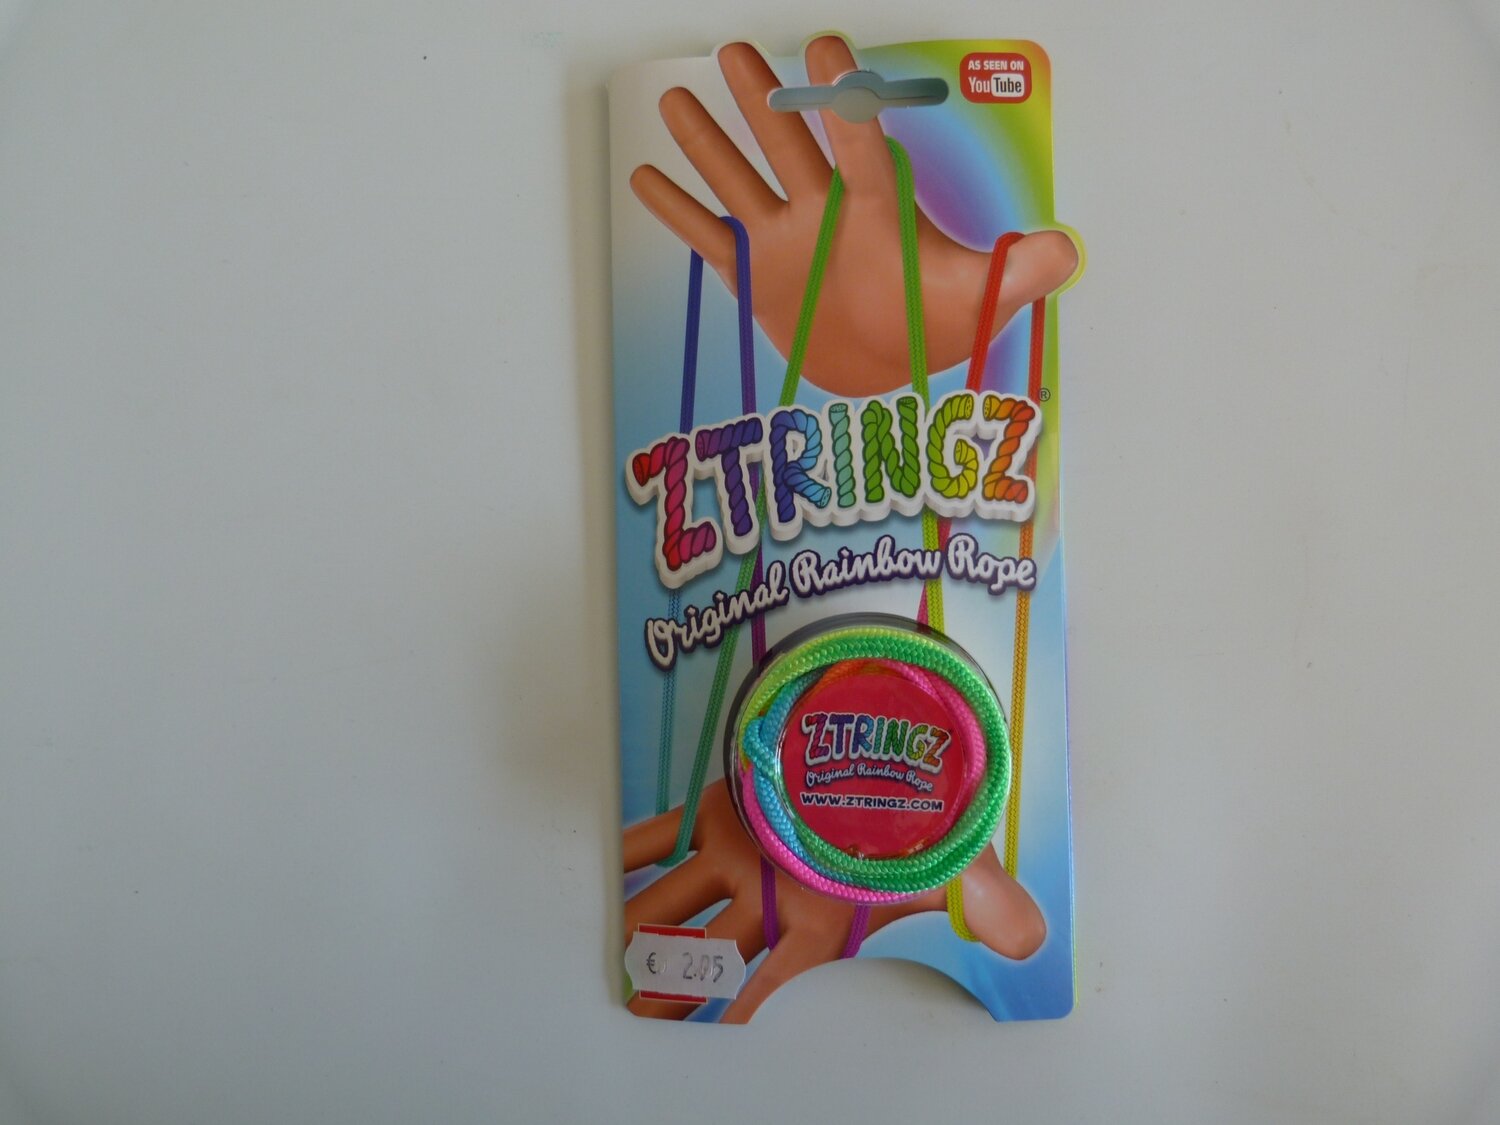 AS SEEN ON
YouTube
ZTRINGZ®
Original Rainbow Rope
ZTRINGZ
Original Rainbow Rope
WWW.ZTRINGZ.COM
€ 2.05